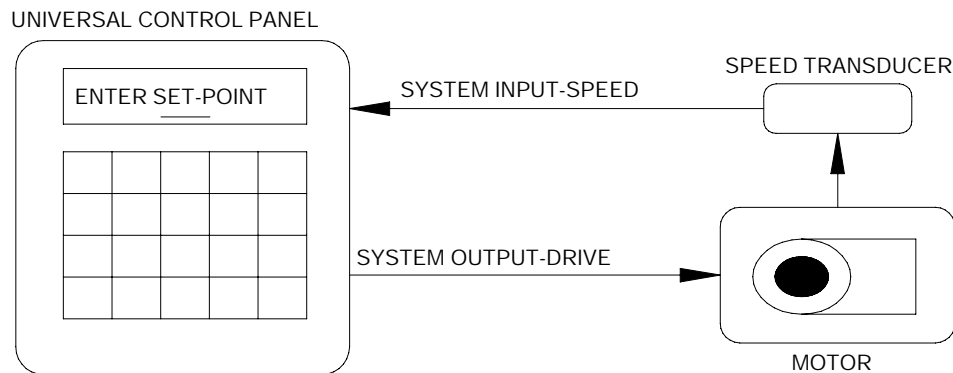 UNIVERSAL CONTROL PANEL
SPEED TRANSDUCER
SYSTEM INPUT-SPEED
ENTER SET-POINT
SYSTEM OUTPUT-DRIVE
MOTOR